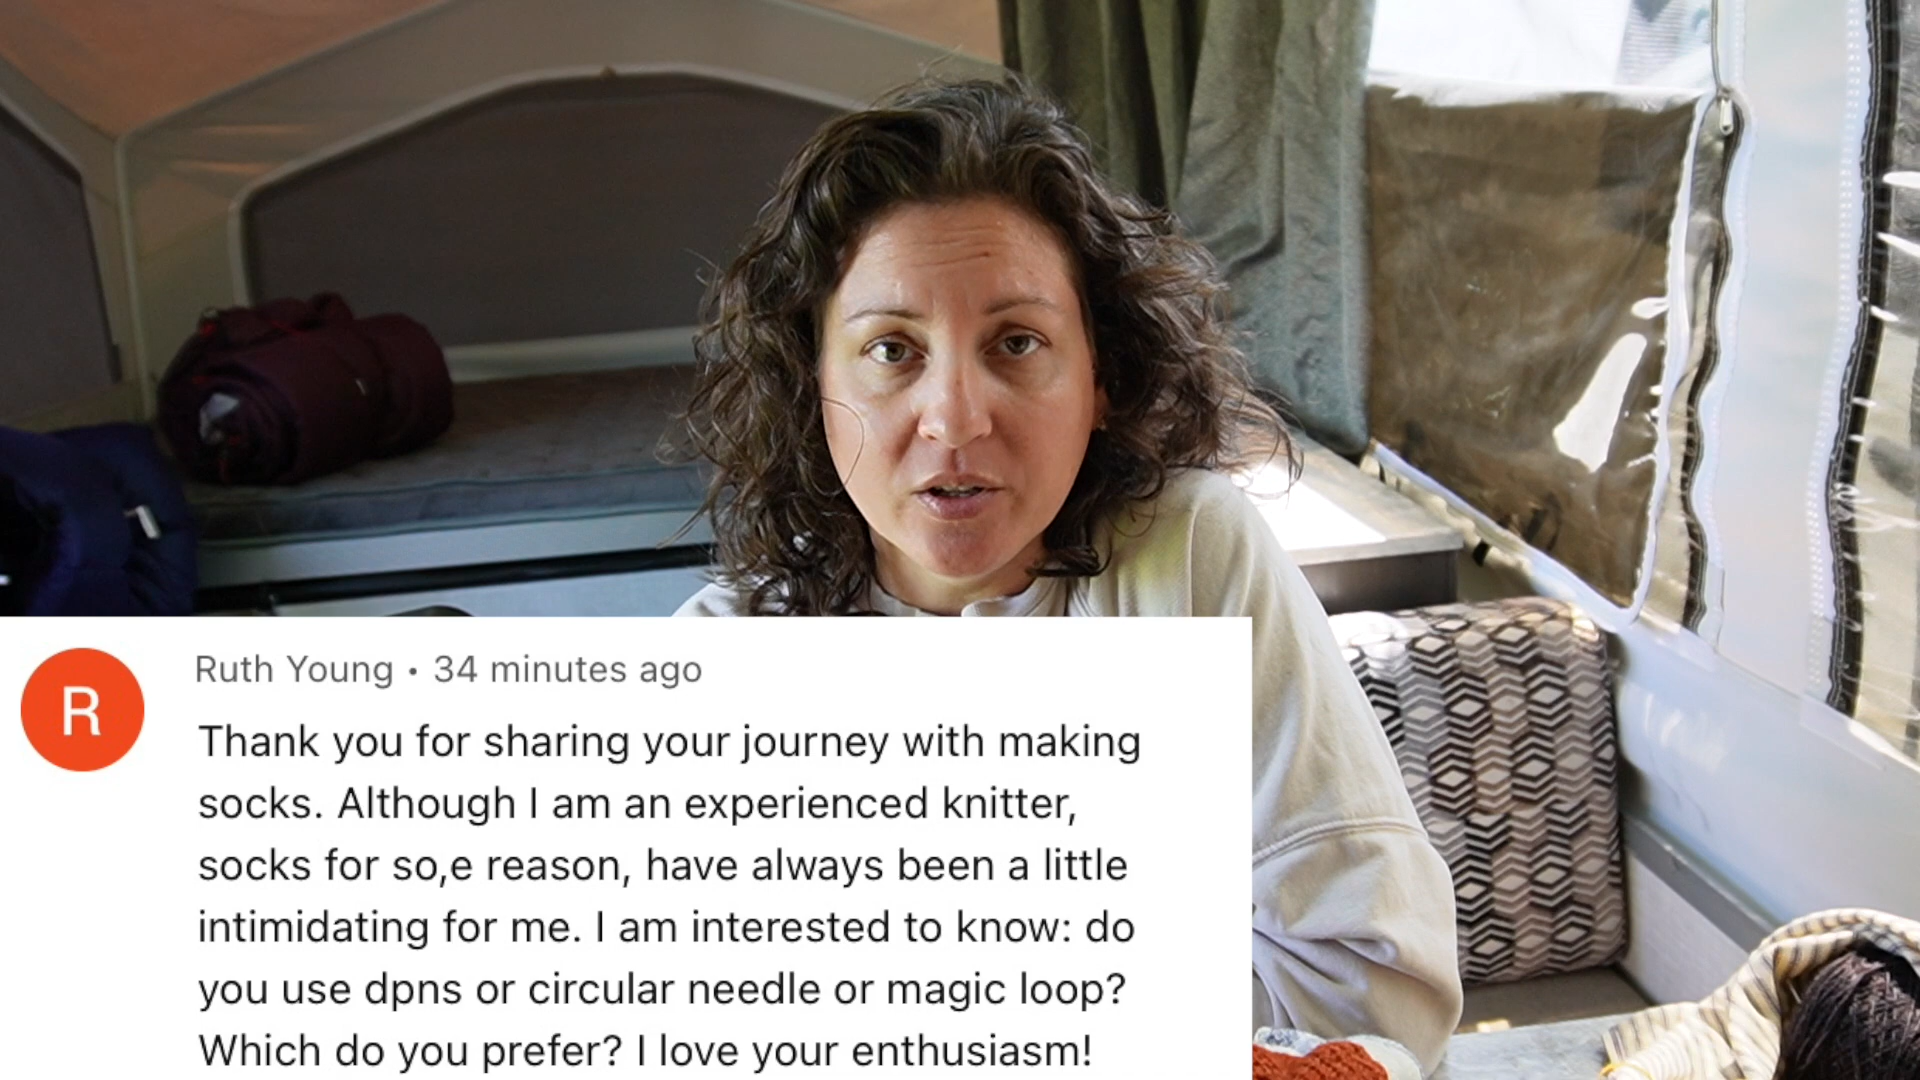 R
Ruth Young • 34 minutes ago
Thank you for sharing your journey with making
socks. Although I am an experienced knitter,
socks for so,e reason, have always been a little
intimidating for me. I am interested to know: do
you use dpns or circular needle or magic loop?
Which do you prefer? I love your enthusiasm!